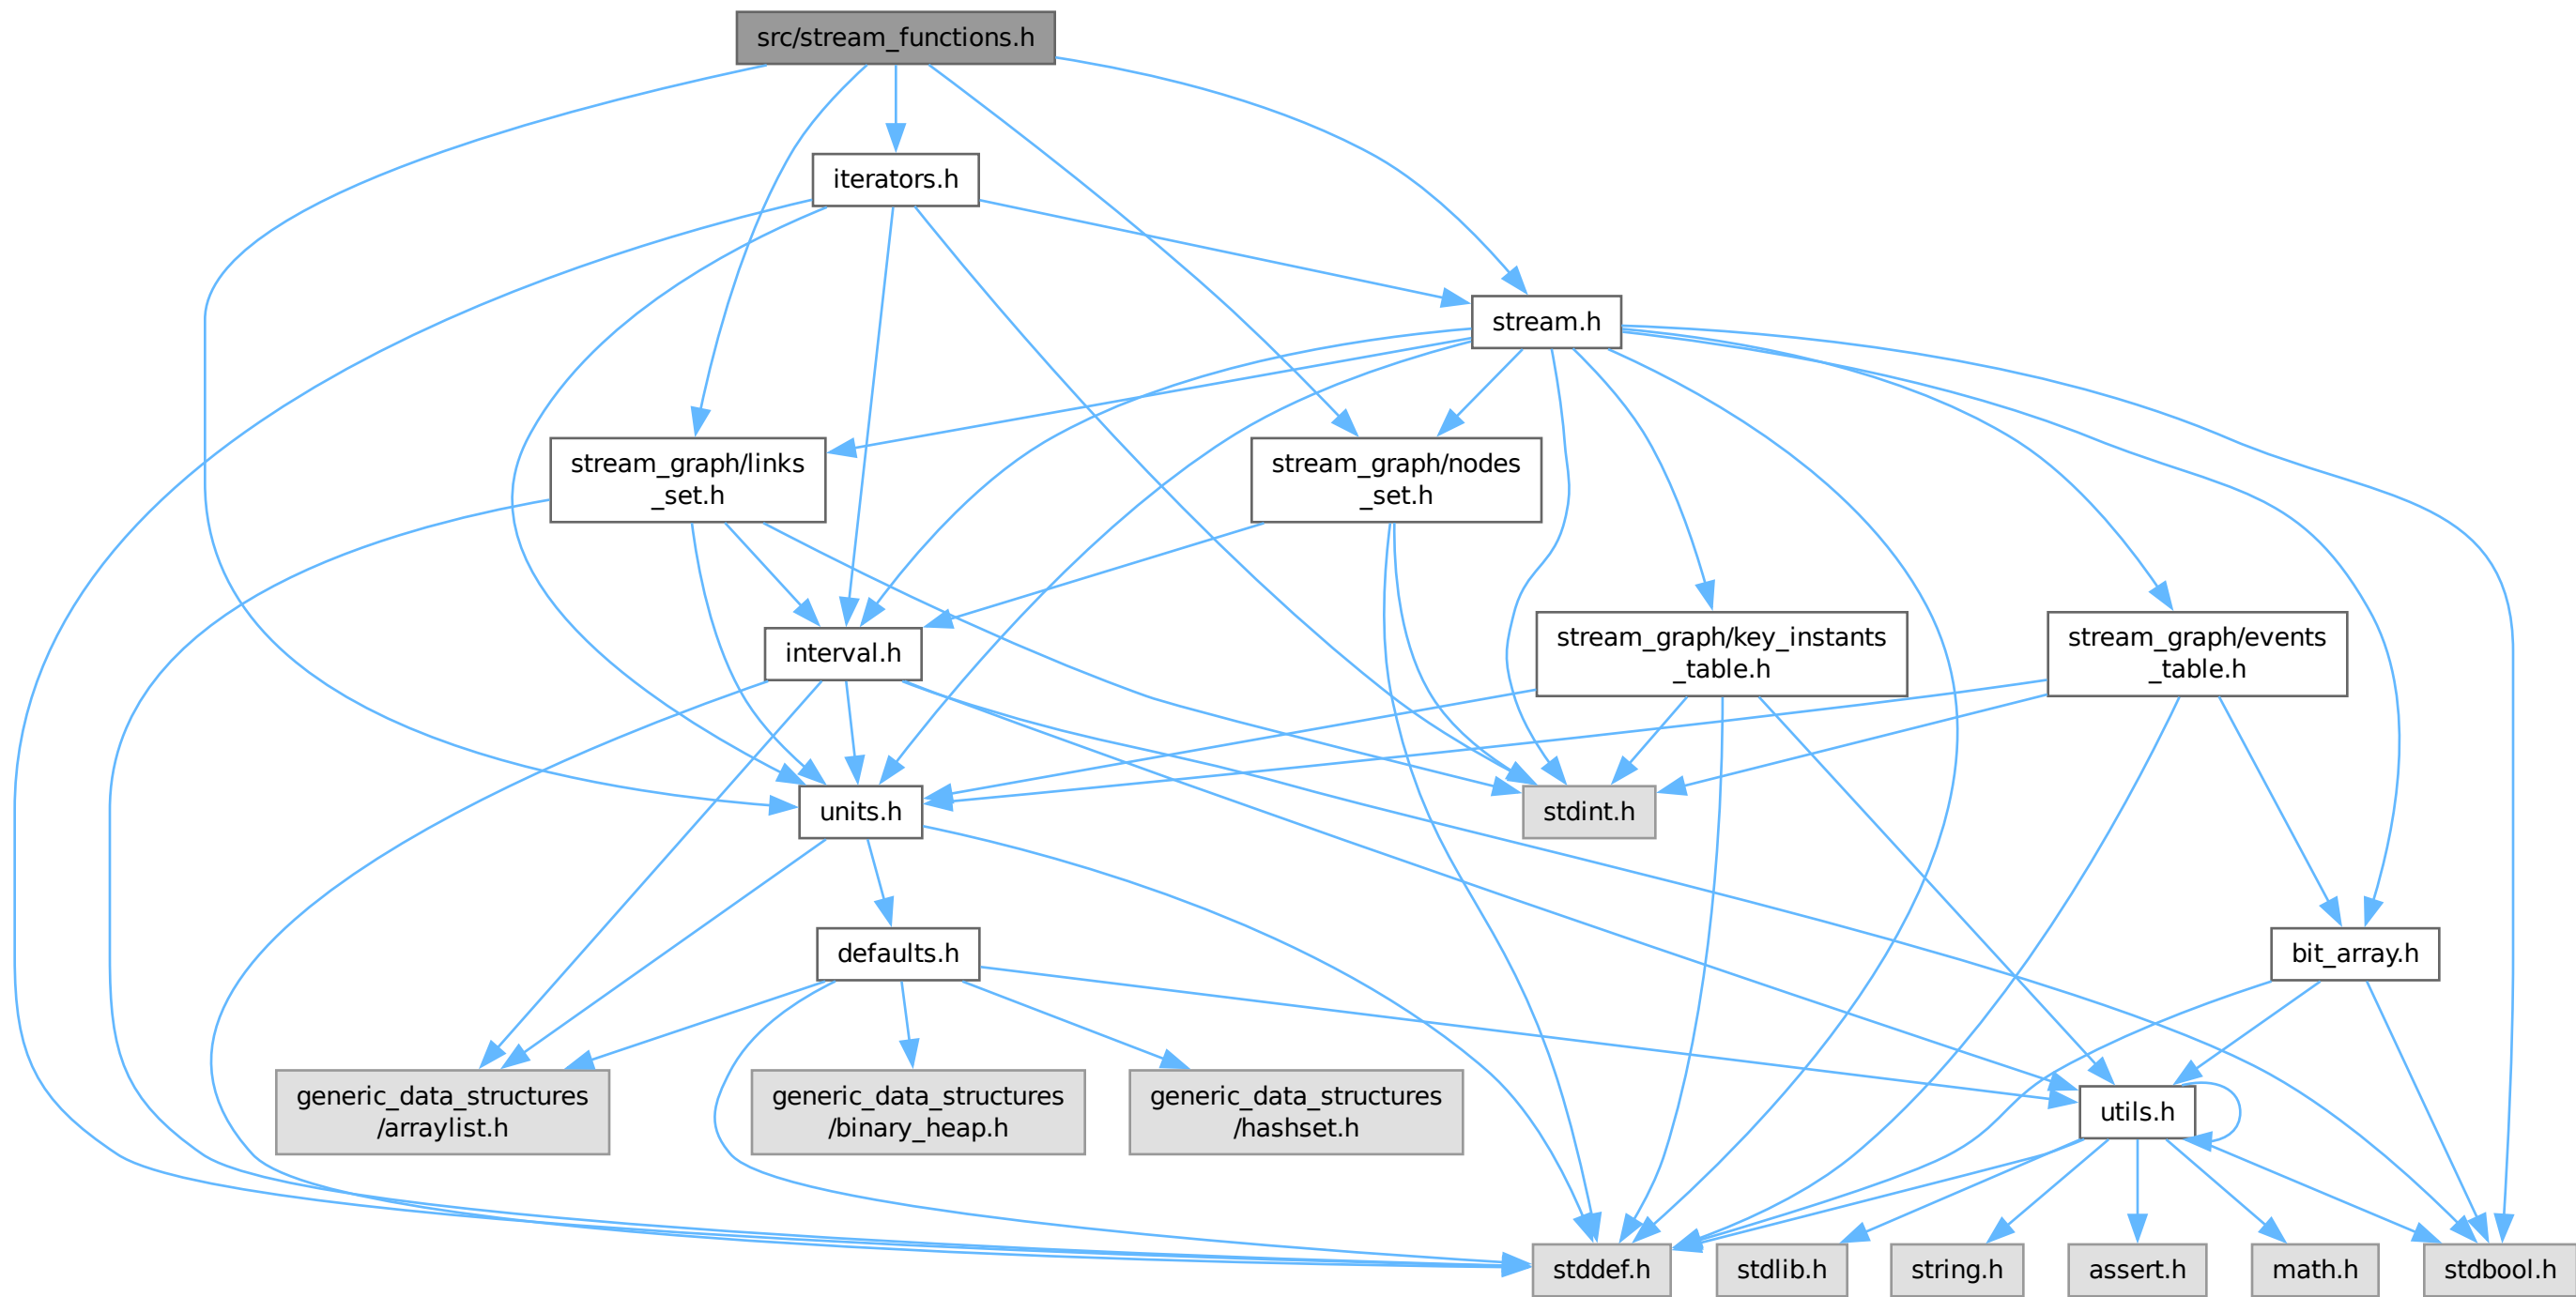 src/stream_functions.h
iterators.h
stream.h
stream_graph/links
_set.h
stream_graph/nodes
_set.h
interval.h
stream_graph/key_instants
_table.h
stream_graph/events
_table.h
units.h
stdint.h
defaults.h
bit_array.h
generic_data_structures
/arraylist.h
generic_data_structures
/binary_heap.h
generic_data_structures
/hashset.h
utils.h
stddef.h
stdlib.h
string.h
assert.h
math.h
stdbool.h